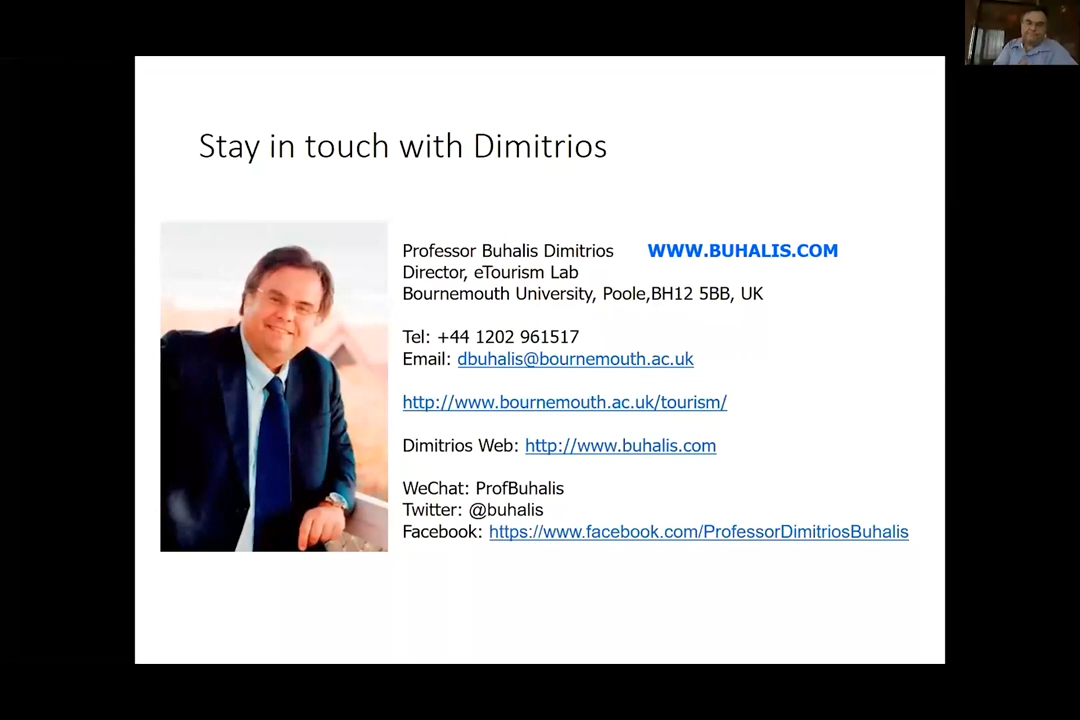 Stay in touch with Dimitrios
Professor Buhalis Dimitrios WWW.BUHALIS.COM
Director, eTourism Lab
Bournemouth University, Poole,BH12 5BB, UK
Tel: +44 1202 961517
Email: dbuhalis@bournemouth.ac.uk
http://www.bournemouth.ac.uk/tourism/
Dimitrios Web: http://www.buhalis.com
WeChat: ProfBuhalis
Twitter: @buhalis
Facebook: https://www.facebook.com/ProfessorDimitriosBuhalis